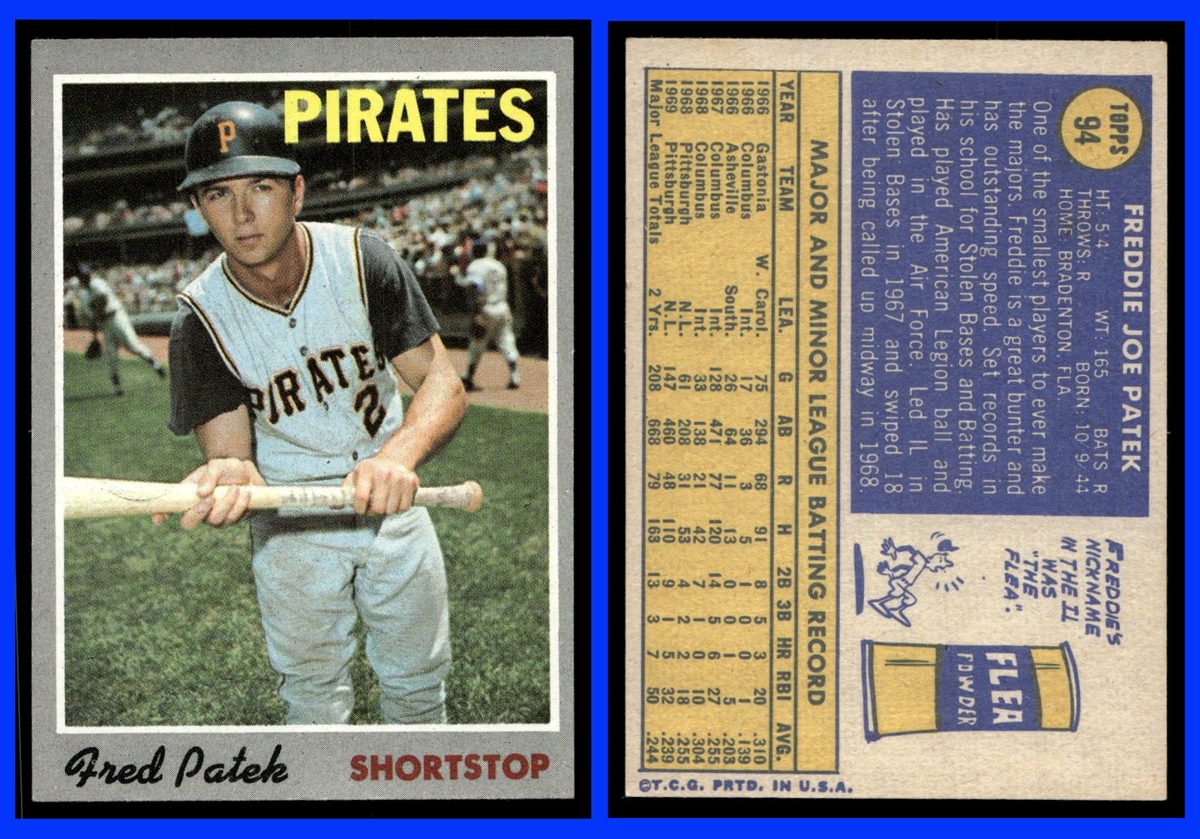 PIRATES
P
PIRATES
2
Fred Patek
SHORTSTOP
TOPPS
94
FREDDIE JOE PATEK
HT: 5 4 WT: 165 BATS: R
THROWS: R BORN: 10/9/44
HOME: BRADENTON, FLA
One of the smallest players to ever make
the majors, Freddie is a great bunter and
has outstanding speed. Set records in
his school for Stolen Bases and Batting.
Has played American Legion ball and
played in the Air Force. Led IL in
Stolen Bases in 1967 and swiped 18
after being called up midway in 1968.
FREDDIE'S
NICKNAME
IN THE IL
WAS
"THE
FLEA".
FLEA
POWDER
MAJOR AND MINOR LEAGUE BATTING RECORD
YEAR TEAM LEA. G AB R H 2B 3B HR RBI AVG.
1966 Gastonia W. Carol. 75 294 68 91 8 5 3 20 .310
1966 Columbus Int. 17 36 3 5 1 .139
1966 Asheville South. 26 64 11 13 5 .203
1967 Columbus Int. 128 471 77 120 14 5 6 27 .255
1968 Columbus Int. 33 138 21 42 7 1 0 10 .304
1968 Pittsburgh N.L. 61 208 31 53 4 2 2 18 .255
1969 Pittsburgh N.L. 147 460 48 110 9 1 5 32 .239
Major League Totals 2 Yrs. 208 668 79 163 13 3 7 50 .244
©T.C.G. PRTD. IN U.S.A.